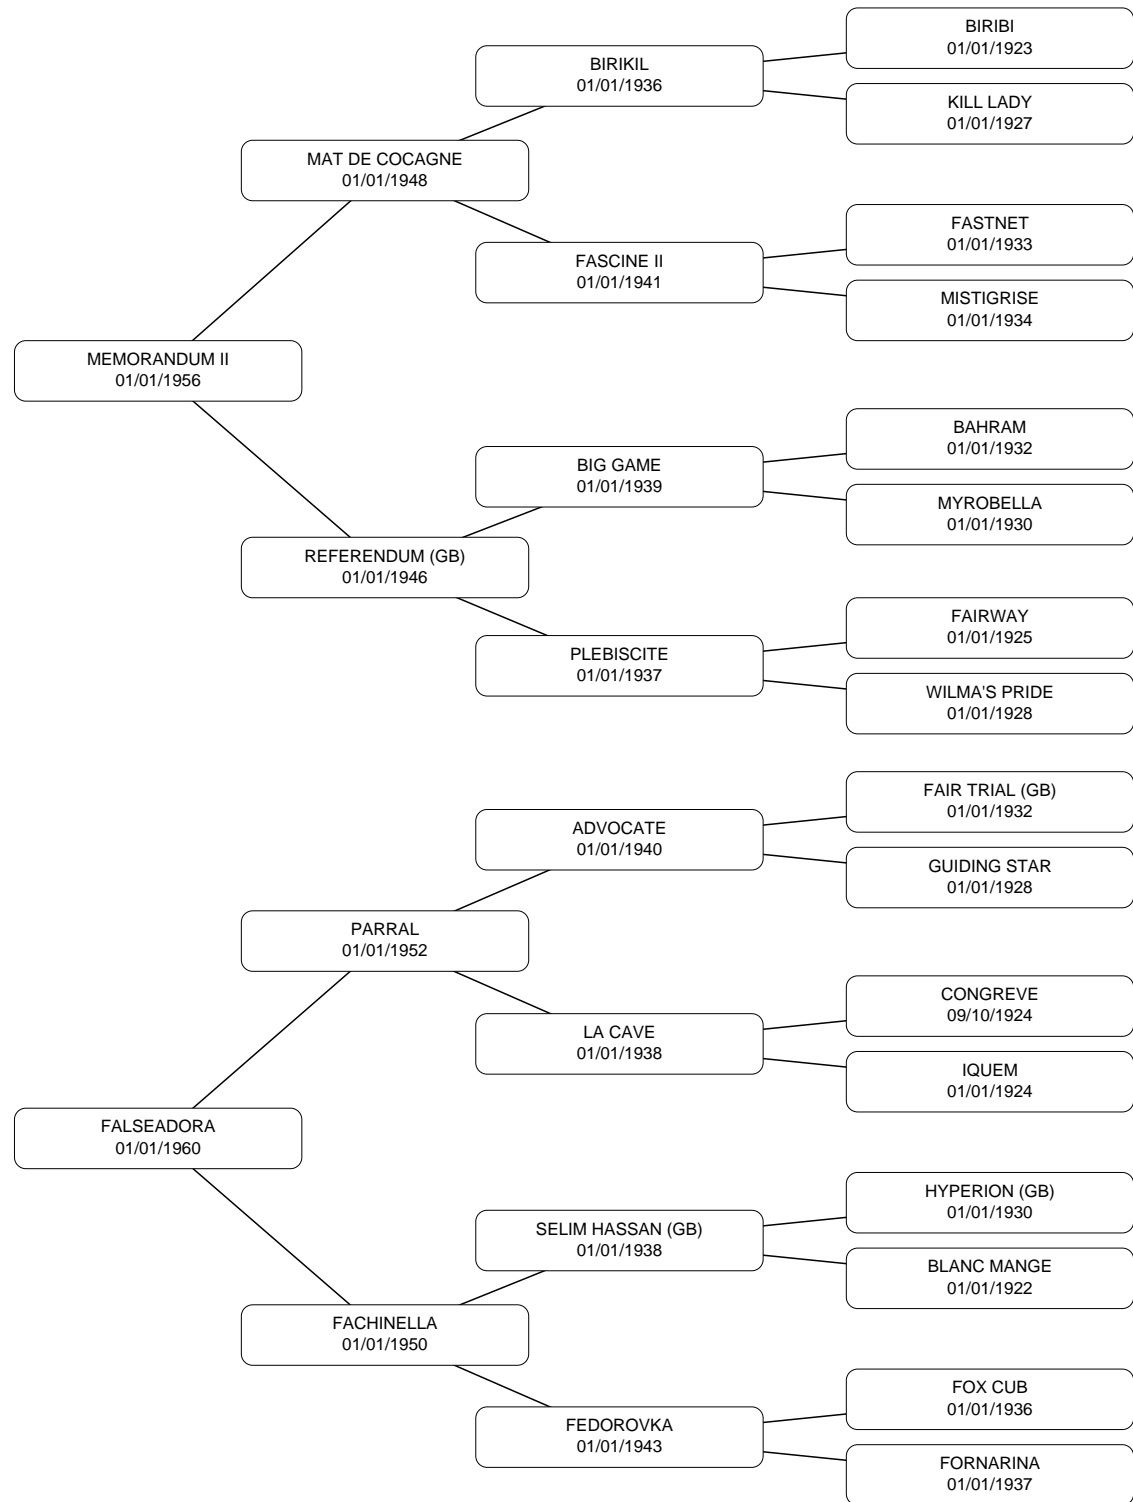 BIRIBI
01/01/1923
BIRIKIL
01/01/1936
KILL LADY
01/01/1927
MAT DE COCAGNE
01/01/1948
FASTNET
01/01/1933
FASCINE II
01/01/1941
MISTIGRISE
01/01/1934
MEMORANDUM II
01/01/1956
BAHRAM
01/01/1932
BIG GAME
01/01/1939
MYROBELLA
01/01/1930
REFERENDUM (GB)
01/01/1946
FAIRWAY
01/01/1925
PLEBISCITE
01/01/1937
WILMA'S PRIDE
01/01/1928
FAIR TRIAL (GB)
01/01/1932
ADVOCATE
01/01/1940
GUIDING STAR
01/01/1928
PARRAL
01/01/1952
CONGREVE
09/10/1924
LA CAVE
01/01/1938
IQUEM
01/01/1924
FALSEADORA
01/01/1960
HYPERION (GB)
01/01/1930
SELIM HASSAN (GB)
01/01/1938
BLANC MANGE
01/01/1922
FACHINELLA
01/01/1950
FOX CUB
01/01/1936
FEDOROVKA
01/01/1943
FORNARINA
01/01/1937